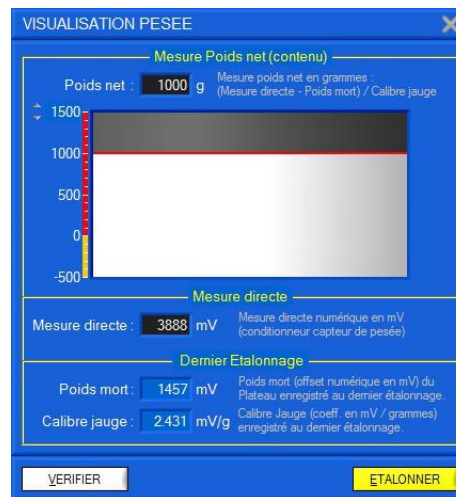 VISUALISATION PESEE
Mesure Poids net (contenu)
Poids net : 1000 g
Mesure poids net en grammes :
(Mesure directe - Poids mort) / Calibre jauge
1500
1000
500
0
-500
Mesure directe
Mesure directe : 3888 mV
Mesure directe numérique en mV
(conditionneur capteur de pesée)
Dernier Etalonnage
Poids mort : 1457 mV
Poids mort (offset numérique en mV) du
Plateau enregistré au dernier étalonnage.
Calibre jauge : 2.431 mV/g
Calibre Jauge (coeff. en mV / grammes)
enregistré au dernier étalonnage.
VERIFIER
ETALONNER